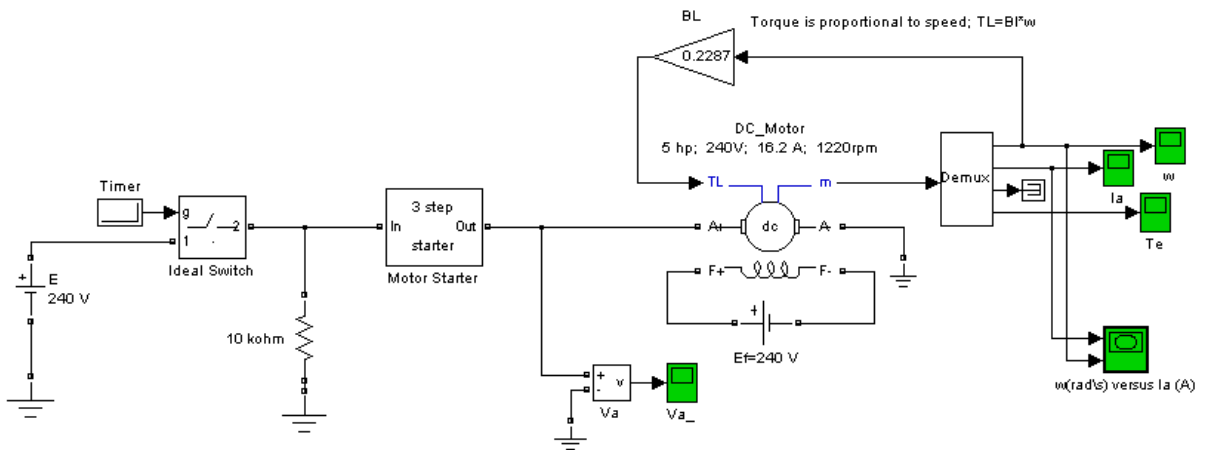 BL
Torque is proportional to speed; TL=Bl*w
0.2287
DC_Motor
5 hp; 240V; 16.2 A; 1220rpm
TL
m
Demux
w
Ia
Te
Timer
g
1
2
Ideal Switch
3 step
In
Out
starter
Motor Starter
A+
dc
A-
F+
F-
+
E
240 V
10 kohm
+
Ef=240 V
+
-
v
Va
Va_
w(rad\s) versus Ia (A)